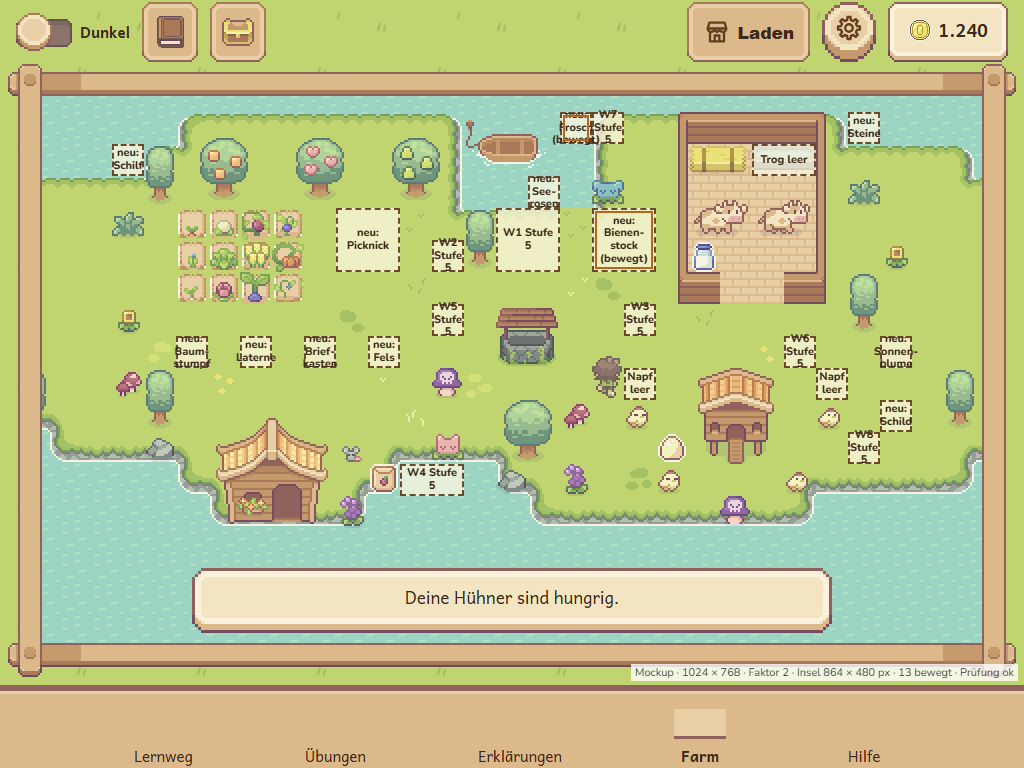 Dunkel
Laden
1.240
neu:
Schilf
neu:
Frosch
(bewegt)
W7
Stufe
5
neu:
Steine
Trog leer
neu:
See-
rosen
neu:
Picknick
W2
Stufe
5
W1 Stufe
5
neu:
Bienen-
stock
(bewegt)
W5
Stufe
5
W3
Stufe
5
neu:
Baum-
stumpf
neu:
Laterne
neu:
Brief-
kasten
neu:
Fels
W6
Stufe
5
neu:
Sonnen-
blume
Napf
leer
Napf
leer
neu:
Schild
W8
Stufe
5
W4 Stufe
5
Deine Hühner sind hungrig.
Mockup · 1024 × 768 · Faktor 2 · Insel 864 × 480 px · 13 bewegt · Prüfung ok
Lernweg
Übungen
Erklärungen
Farm
Hilfe